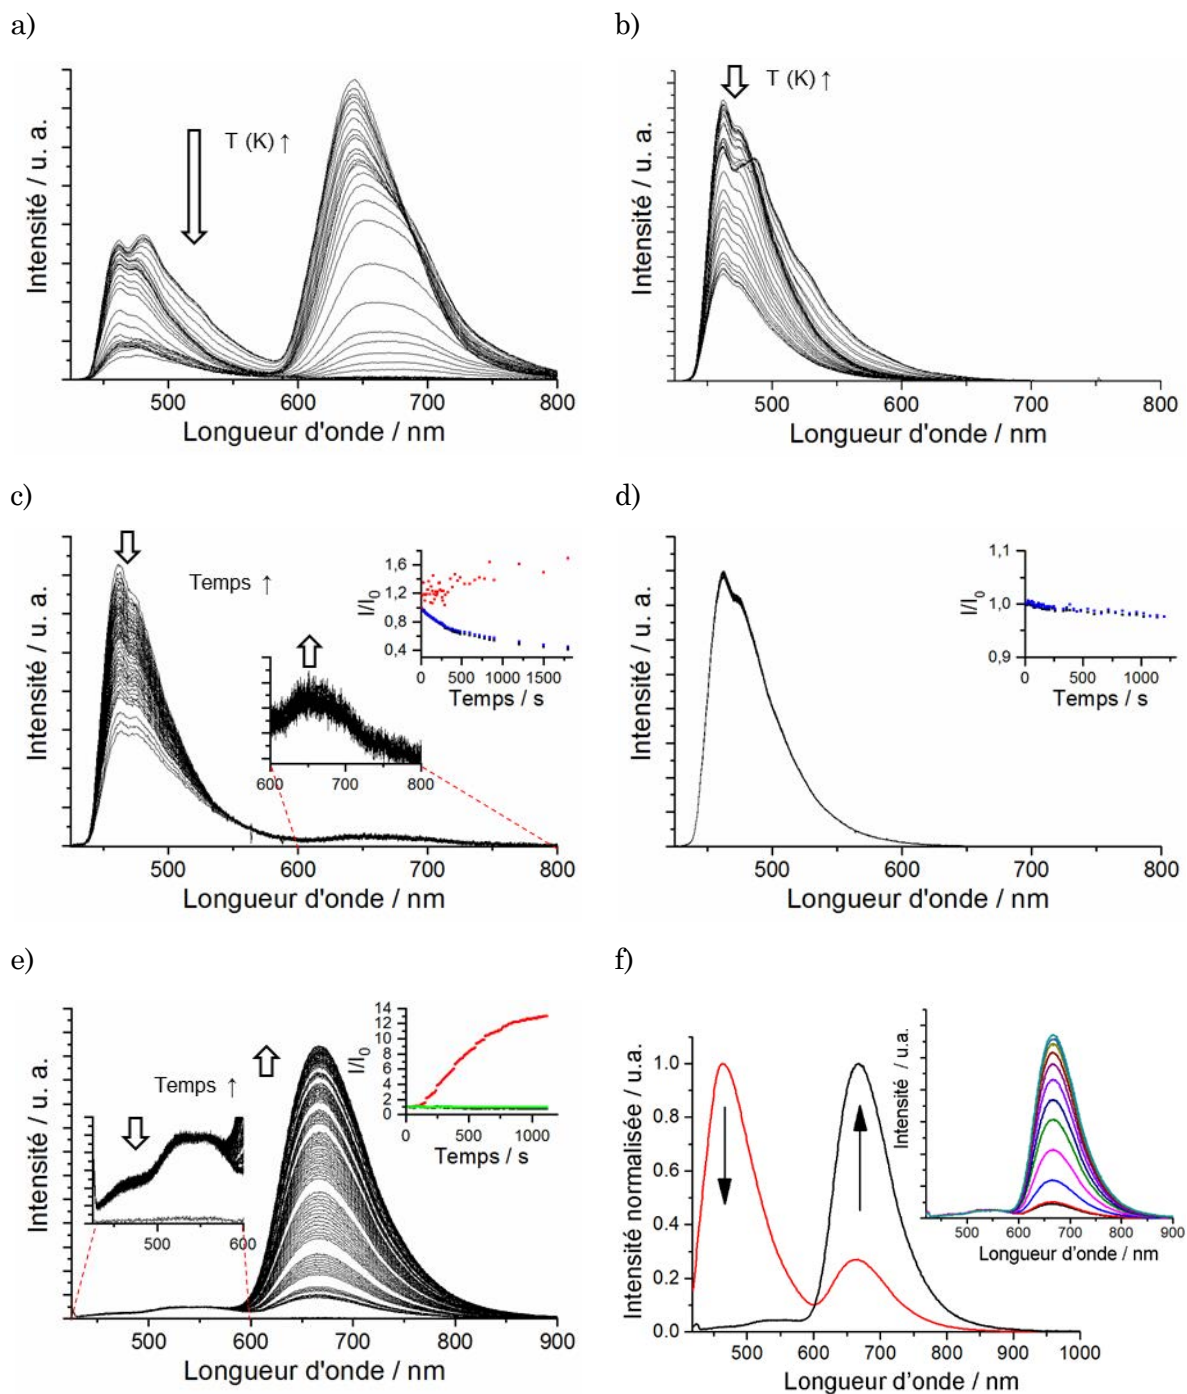 a)
Intensité / u. a.
T (K) ↑
500 600 700 800
Longueur d'onde / nm
b)
Intensité / u. a.
T (K) ↑
500 600 700 800
Longueur d'onde / nm
c)
Intensité / u. a.
Temps ↑
500 600 700 800
Longueur d'onde / nm
600 700 800
I/I0
1,6
1,2
0,8
0,4
0 500 1000 1500
Temps / s
d)
Intensité / u. a.
500 600 700 800
Longueur d'onde / nm
I/I0
1,1
1,0
0,9
0 500 1000
Temps / s
e)
Intensité / u. a.
Temps ↑
500 600 700 800 900
Longueur d'onde / nm
500 600
I/I0
14
12
10
8
6
4
2
0
0 500 1000
Temps / s
f)
Intensité normalisée (u.a.)
1.0
0.8
0.6
0.4
0.2
0.0
500 600 700 800 900 1000
Longueur d'onde / nm
Intensité / u.a.
500 600 700 800 900
Longueur d'onde / nm